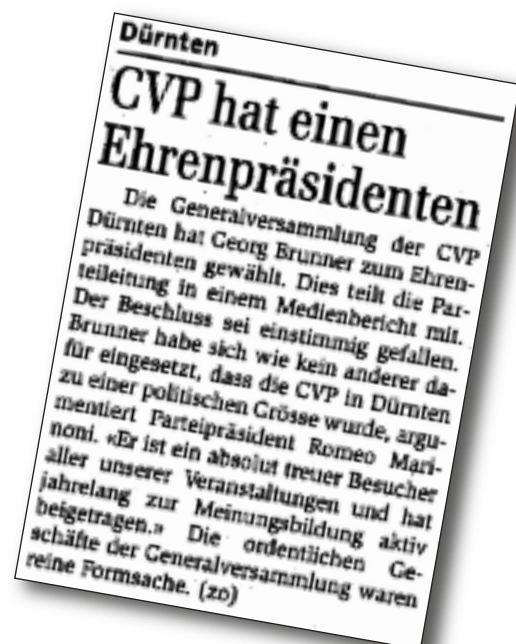 Dürnten
CVP hat einen
Ehrenpräsidenten
Die Generalversammlung der CVP
Dürnten hat Georg Brunner zum Ehren-
präsidenten gewählt. Dies teilt die Par-
teileitung in einem Medienbericht mit.
Der Beschluss sei einstimmig gefallen.
Brunner habe sich wie kein anderer da-
für eingesetzt, dass die CVP in Dürnten
zu einer politischen Grösse wurde, argu-
mentiert Parteipräsident Romeo Mari-
noni. «Er ist ein absolut treuer Besucher
aller unserer Veranstaltungen und hat
jahrelang zur Meinungsbildung aktiv
beigetragen.» Die ordentlichen Ge-
schäfte der Generalversammlung waren
reine Formsache. (zo)